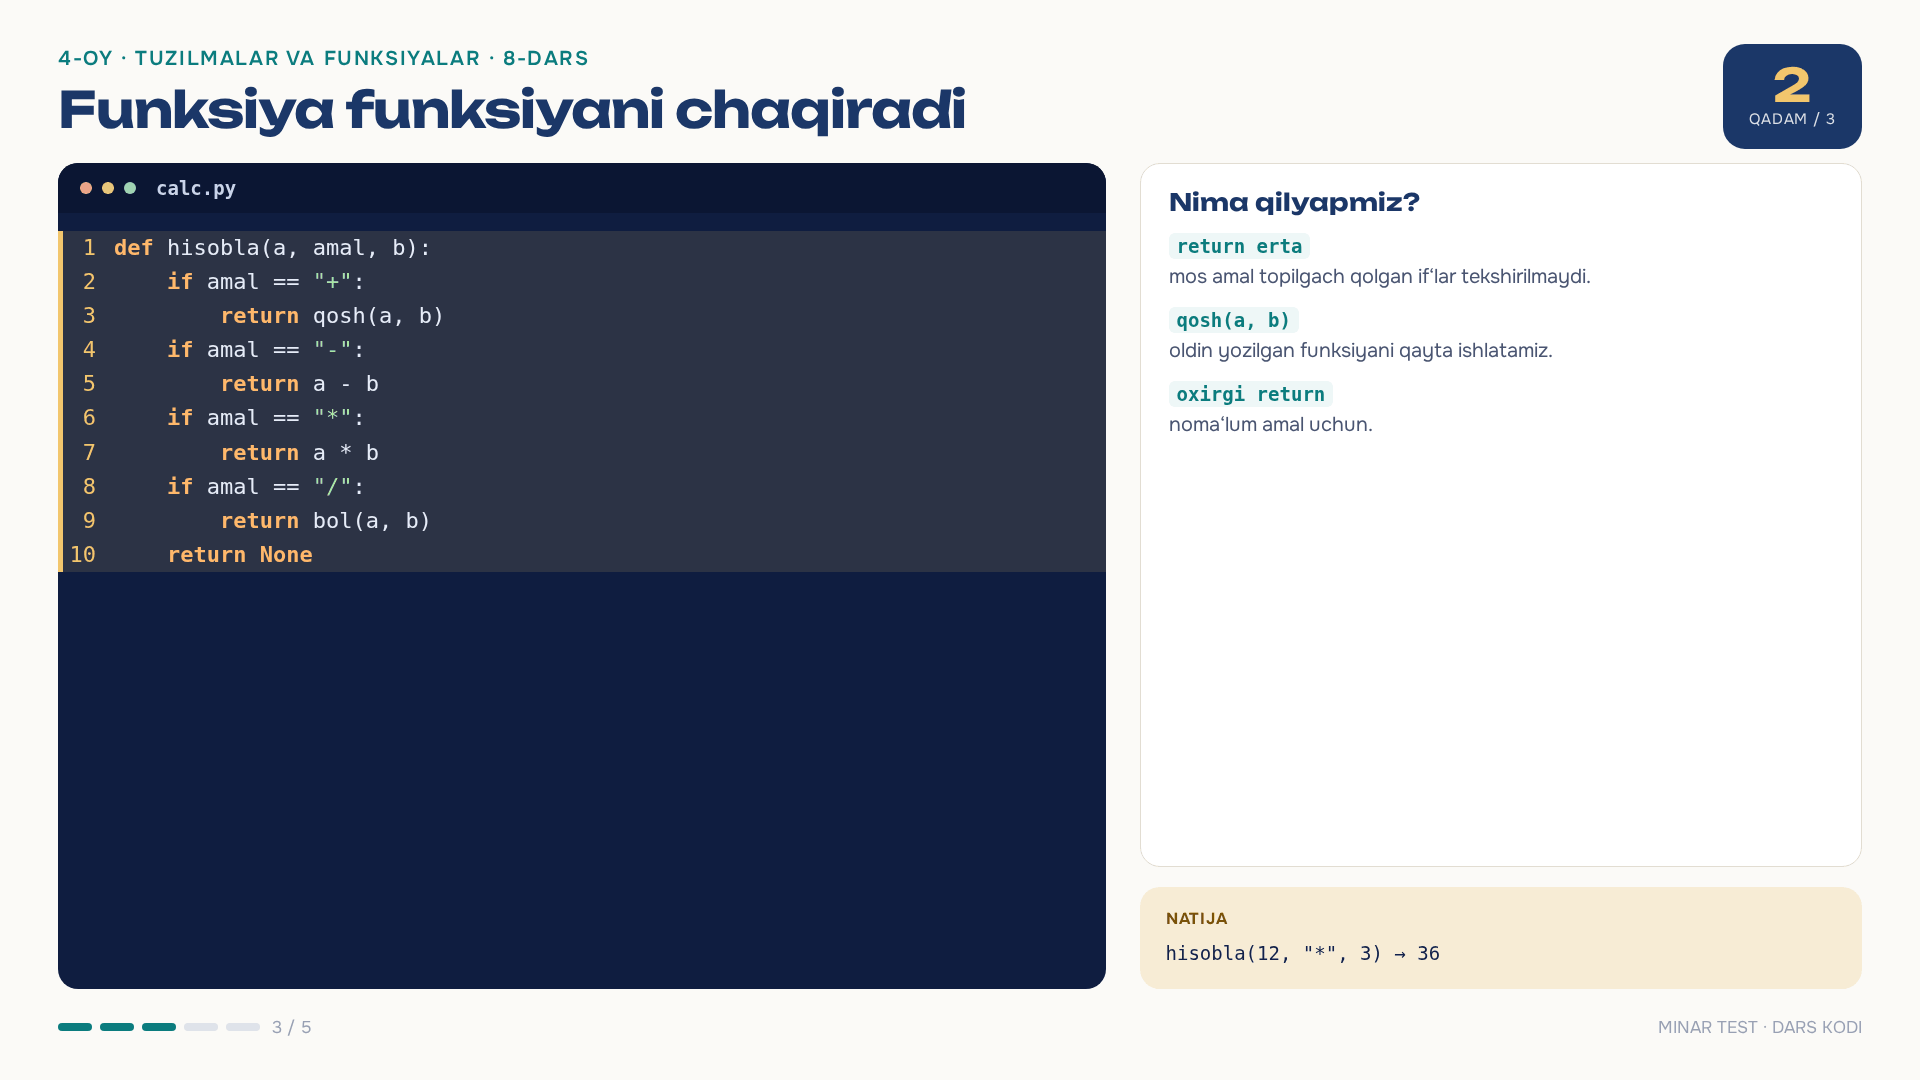 4-OY · TUZILMALAR VA FUNKSIYALAR · 8-DARS
Funksiya funksiyani chaqiradi
2
QADAM / 3
calc.py
1 def hisobla(a, amal, b):
2     if amal == "+":
3         return qosh(a, b)
4     if amal == "-":
5         return a - b
6     if amal == "*":
7         return a * b
8     if amal == "/":
9         return bol(a, b)
10     return None
Nima qilyapmiz?
return erta
mos amal topilgach qolgan if‘lar tekshirilmaydi.
qosh(a, b)
oldin yozilgan funksiyani qayta ishlatamiz.
oxirgi return
noma‘lum amal uchun.
NATIJA
hisobla(12, "*", 3) → 36
3 / 5
MINAR TEST · DARS KODI